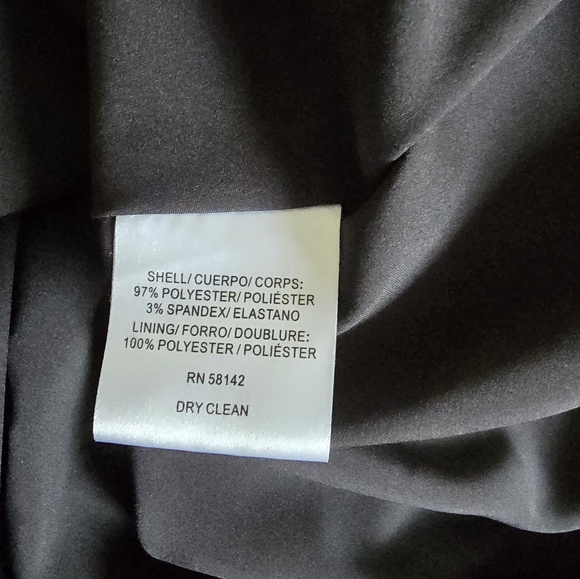 SHELL/ CUERPO/ CORPS:
97% POLYESTER/ POLIÉSTER
3% SPANDEX/ ELASTANO
LINING/ FORRO/ DOUBLURE:
100% POLYESTER / POLIÉSTER
RN 58142
DRY CLEAN